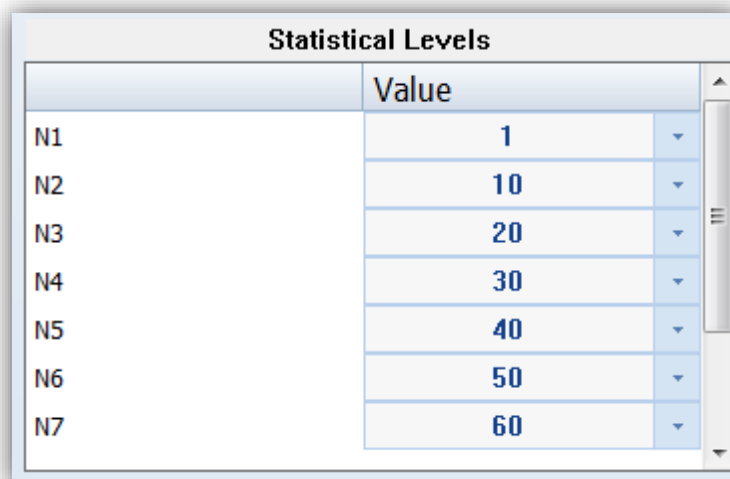 Statistical Levels
Value
N1 1
N2 10
N3 20
N4 30
N5 40
N6 50
N7 60